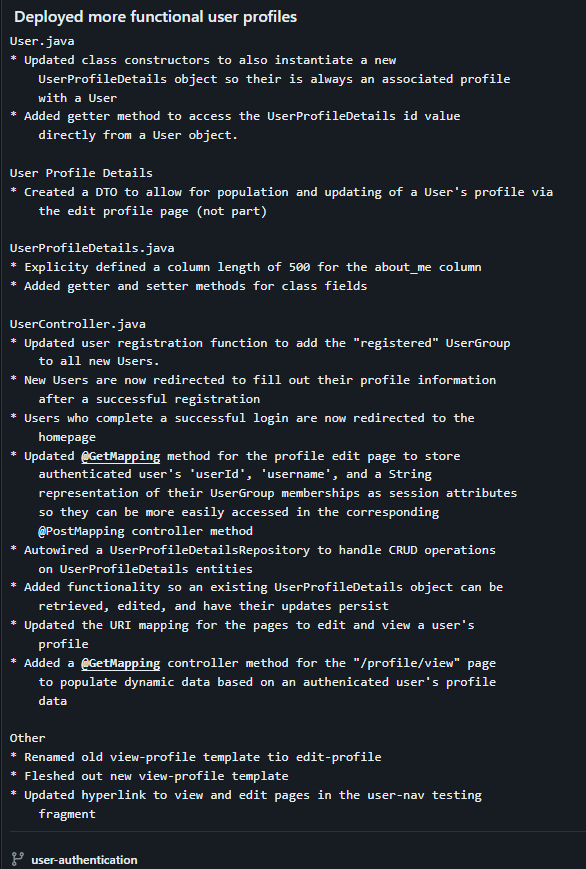 Deployed more functional user profiles
User.java
* Updated class constructors to also instantiate a new
UserProfileDetails object so their is always an associated profile
with a User
* Added getter method to access the UserProfileDetails id value
directly from a User object.
User Profile Details
* Created a DTO to allow for population and updating of a User's profile via
the edit profile page (not part)
UserProfileDetails.java
* Explicity defined a column length of 500 for the about_me column
* Added getter and setter methods for class fields
UserController.java
* Updated user registration function to add the "registered" UserGroup
to all new Users.
* New Users are now redirected to fill out their profile information
after a successful registration
* Users who complete a successful login are now redirected to the
homepage
* Updated @GetMapping method for the profile edit page to store
authenticated user's 'userId', 'username', and a String
representation of their UserGroup memberships as session attributes
so they can be more easily accessed in the corresponding
@PostMapping controller method
* Autowired a UserProfileDetailsRepository to handle CRUD operations
on UserProfileDetails entities
* Added functionality so an existing UserProfileDetails object can be
retrieved, edited, and have their updates persist
* Updated the URI mapping for the pages to edit and view a user's
profile
* Added a @GetMapping controller method for the "/profile/view" page
to populate dynamic data based on an authenicated user's profile
data
Other
* Renamed old view-profile template tio edit-profile
* Fleshed out new view-profile template
* Updated hyperlink to view and edit pages in the user-nav testing
fragment
user-authentication